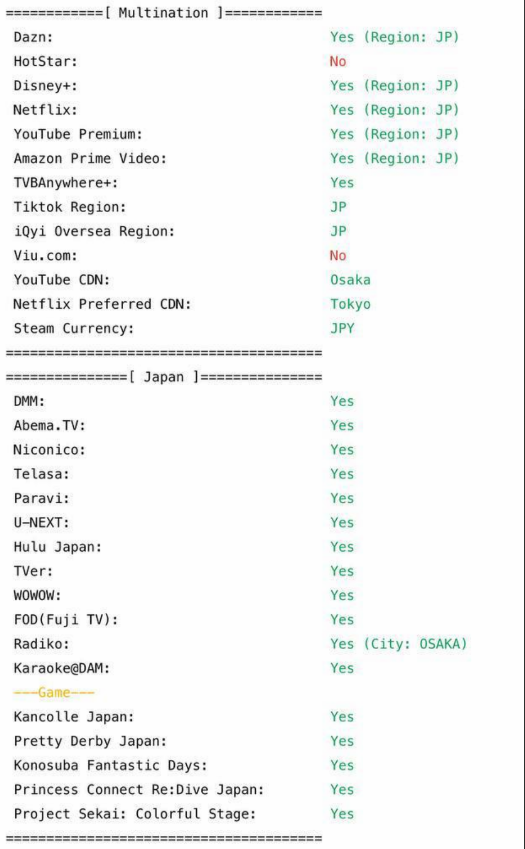 ============[ Multination ]============
Dazn: Yes (Region: JP)
HotStar: No
Disney+: Yes (Region: JP)
Netflix: Yes (Region: JP)
YouTube Premium: Yes (Region: JP)
Amazon Prime Video: Yes (Region: JP)
TVBAnywhere+: Yes
Tiktok Region: JP
iQyi Oversea Region: JP
Viu.com: No
YouTube CDN: Osaka
Netflix Preferred CDN: Tokyo
Steam Currency: JPY
=======================================
===============[ Japan ]===============
DMM: Yes
Abema.TV: Yes
Niconico: Yes
Telasa: Yes
Paravi: Yes
U-NEXT: Yes
Hulu Japan: Yes
TVer: Yes
WOWOW: Yes
FOD(Fuji TV): Yes
Radiko: Yes (City: OSAKA)
Karaoke@DAM: Yes
---Game---
Kancolle Japan: Yes
Pretty Derby Japan: Yes
Konosuba Fantastic Days: Yes
Princess Connect Re:Dive Japan: Yes
Project Sekai: Colorful Stage: Yes
=======================================